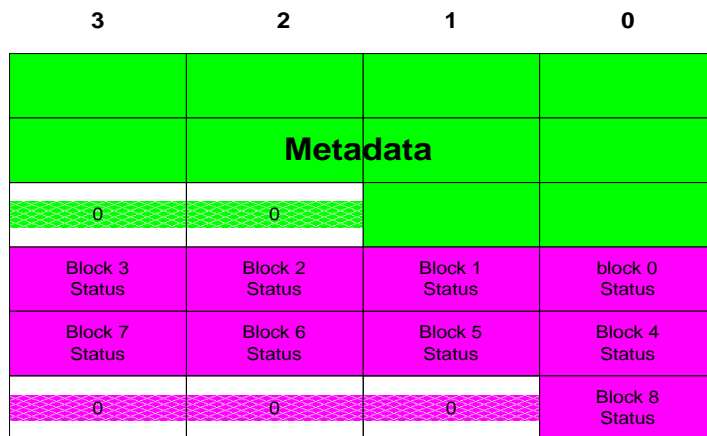 3 2 1 0
Metadata
0 0
Block 3 Block 2 Block 1 block 0
Status Status Status Status
Block 7 Block 6 Block 5 Block 4
Status Status Status Status
0 0 0 Block 8
Status